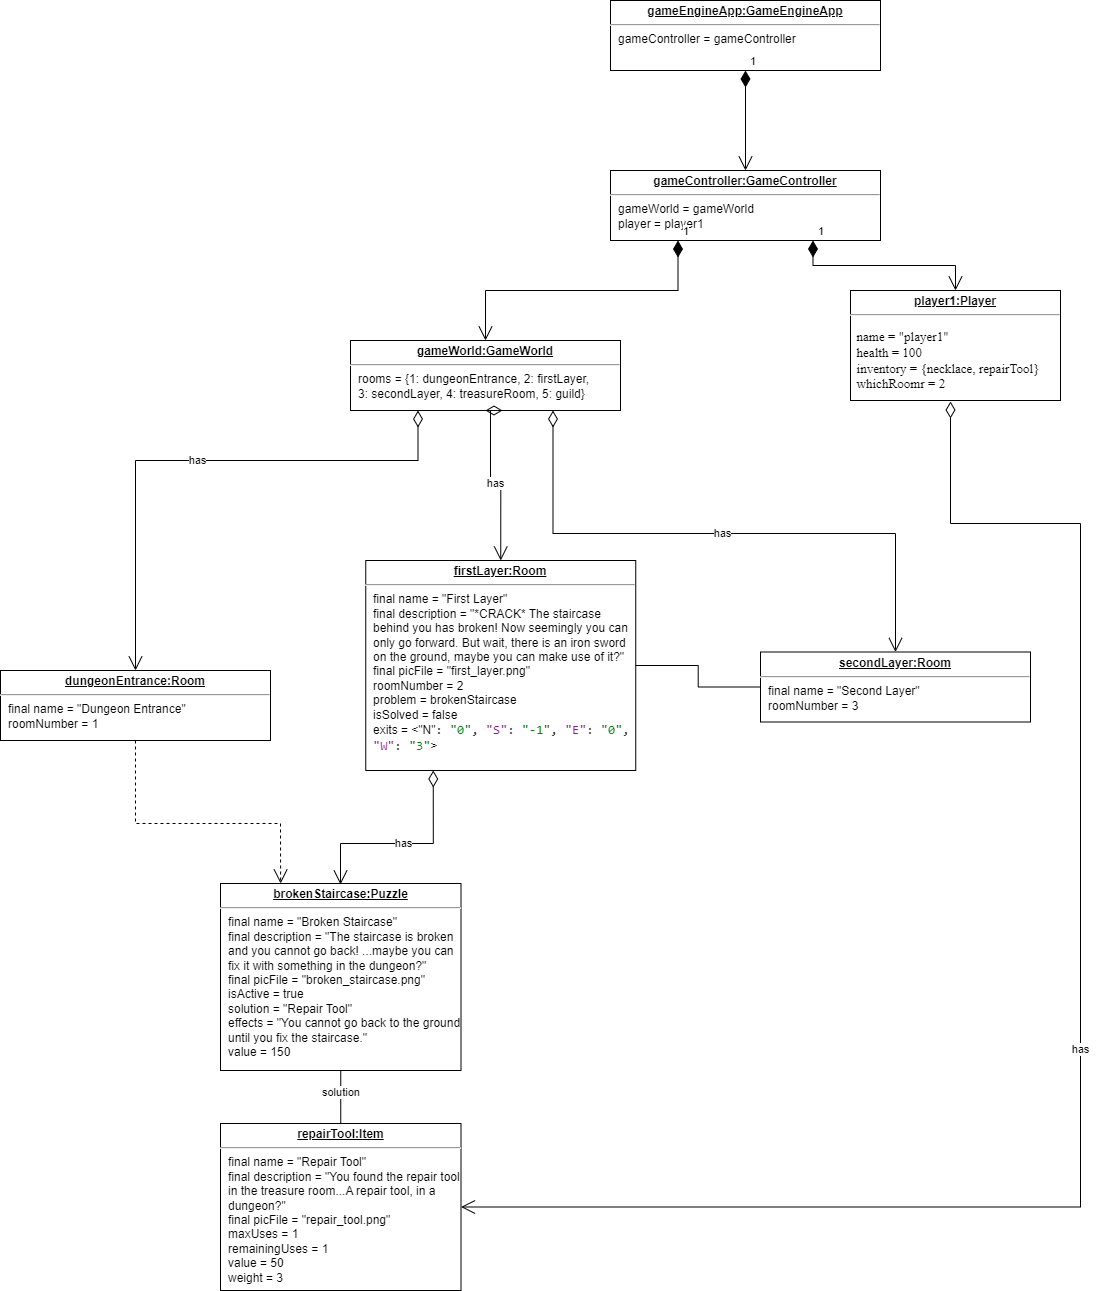 gameEngineApp:GameEngineApp
gameController = gameController
1
gameController:GameController
gameWorld = gameWorld
player = player1
1
1
player1:Player
name = "player1"
health = 100
inventory = {necklace, repairTool}
whichRoomr = 2
gameWorld:GameWorld
rooms = {1: dungeonEntrance, 2: firstLayer,
3: secondLayer, 4: treasureRoom, 5: guild}
has
has
has
firstLayer:Room
final name = "First Layer"
final description = "*CRACK* The staircase
behind you has broken! Now seemingly you can
only go forward. But wait, there is an iron sword
on the ground, maybe you can make use of it?"
final picFile = "first_layer.png"
roomNumber = 2
problem = brokenStaircase
isSolved = false
exits = <"N": "0", "S": "-1", "E": "0",
"W": "3">
secondLayer:Room
final name = "Second Layer"
roomNumber = 3
dungeonEntrance:Room
final name = "Dungeon Entrance"
roomNumber = 1
has
brokenStaircase:Puzzle
final name = "Broken Staircase"
final description = "The staircase is broken
and you cannot go back! ...maybe you can
fix it with something in the dungeon?"
final picFile = "broken_staircase.png"
isActive = true
solution = "Repair Tool"
effects = "You cannot go back to the ground
until you fix the staircase."
value = 150
has
solution
repairTool:Item
final name = "Repair Tool"
final description = "You found the repair tool
in the treasure room...A repair tool, in a
dungeon?"
final picFile = "repair_tool.png"
maxUses = 1
remainingUses = 1
value = 50
weight = 3